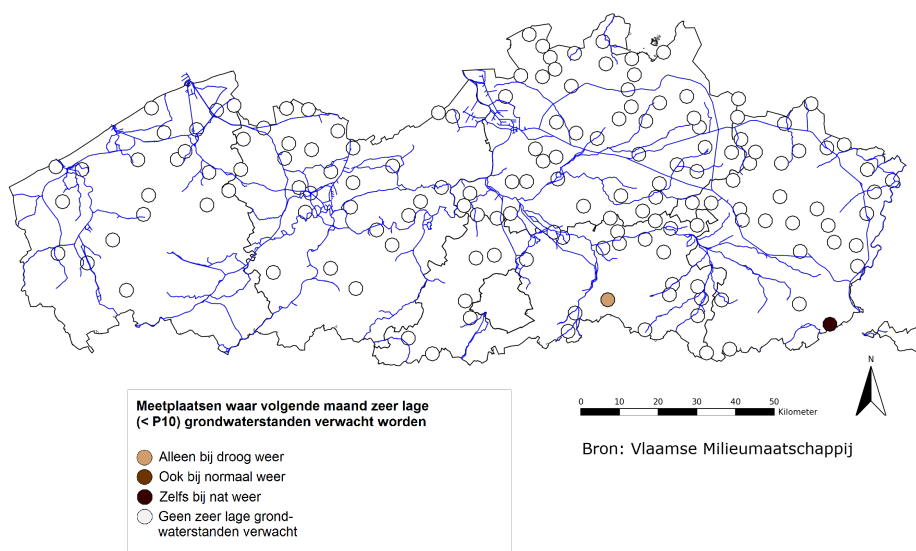 N
0 10 20 30 40 50
Kilometer
Bron: Vlaamse Milieumaatschappij
Meetplaatsen waar volgende maand zeer lage
(< P10) grondwaterstanden verwacht worden
Alleen bij droog weer
Ook bij normaal weer
Zelfs bij nat weer
Geen zeer lage grond-
waterstanden verwacht